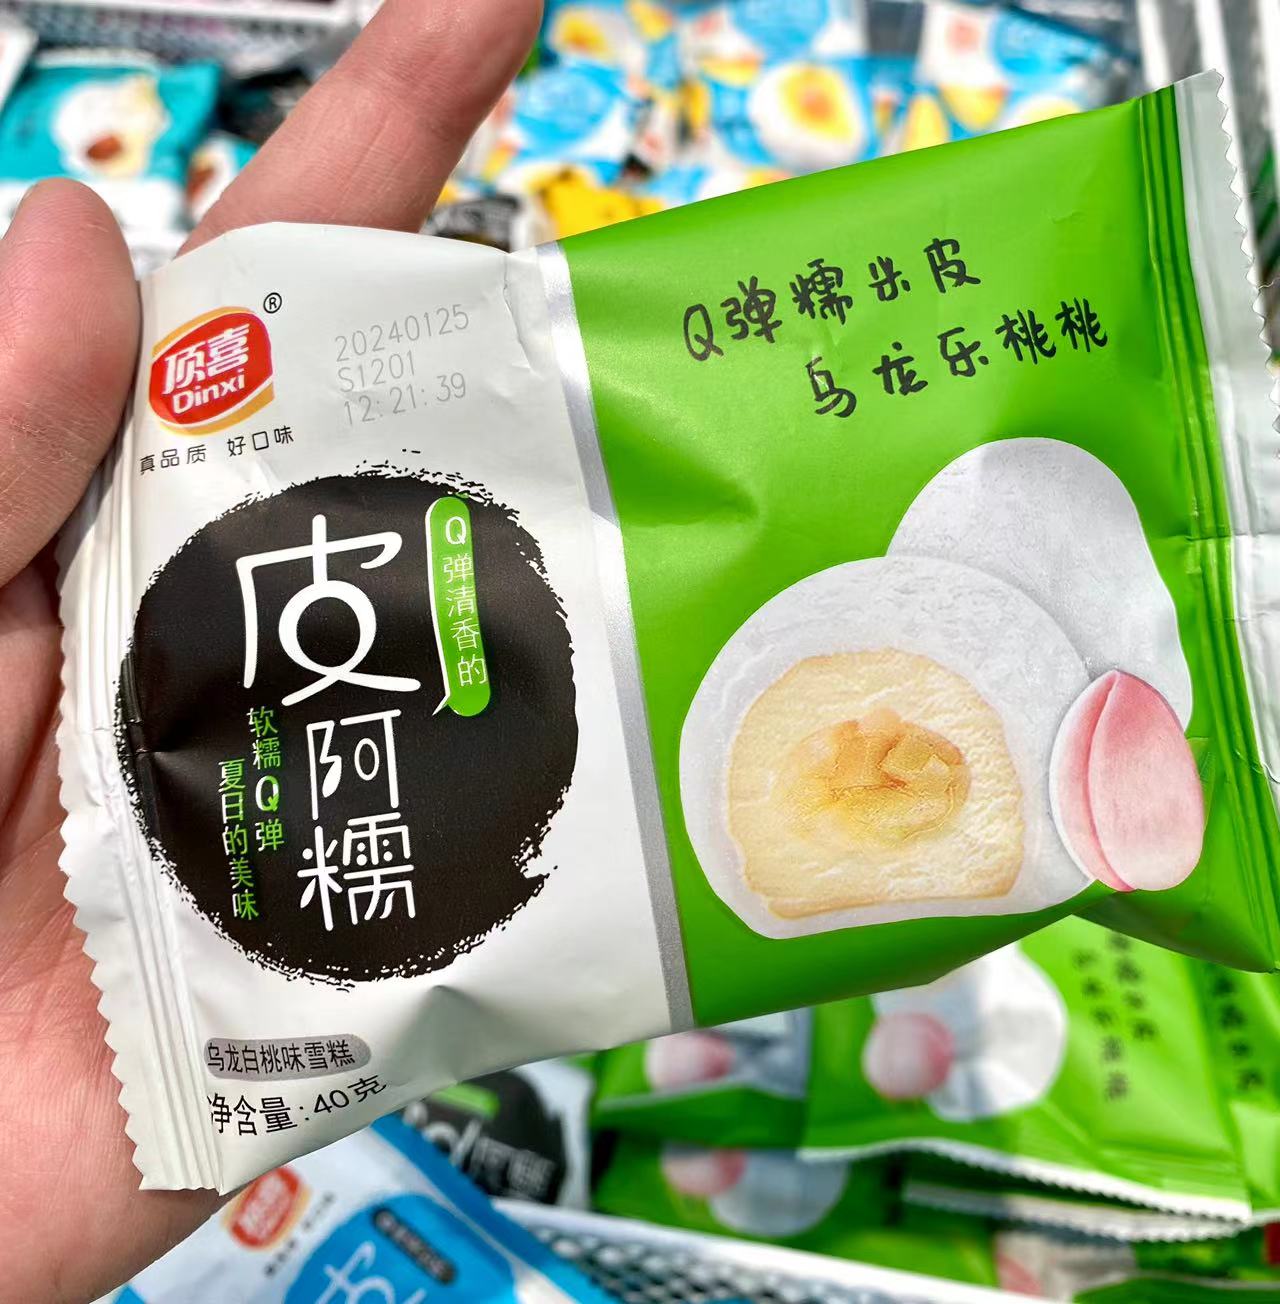 顶喜
®
Dinxi
真品质 好口味
20240125
S1201
12:21:39
Q弹糯米皮
乌龙乐桃桃
Q弹清香的
皮阿糯
软糯Q弹
夏日的美味
乌龙白桃味雪糕
净含量:40克